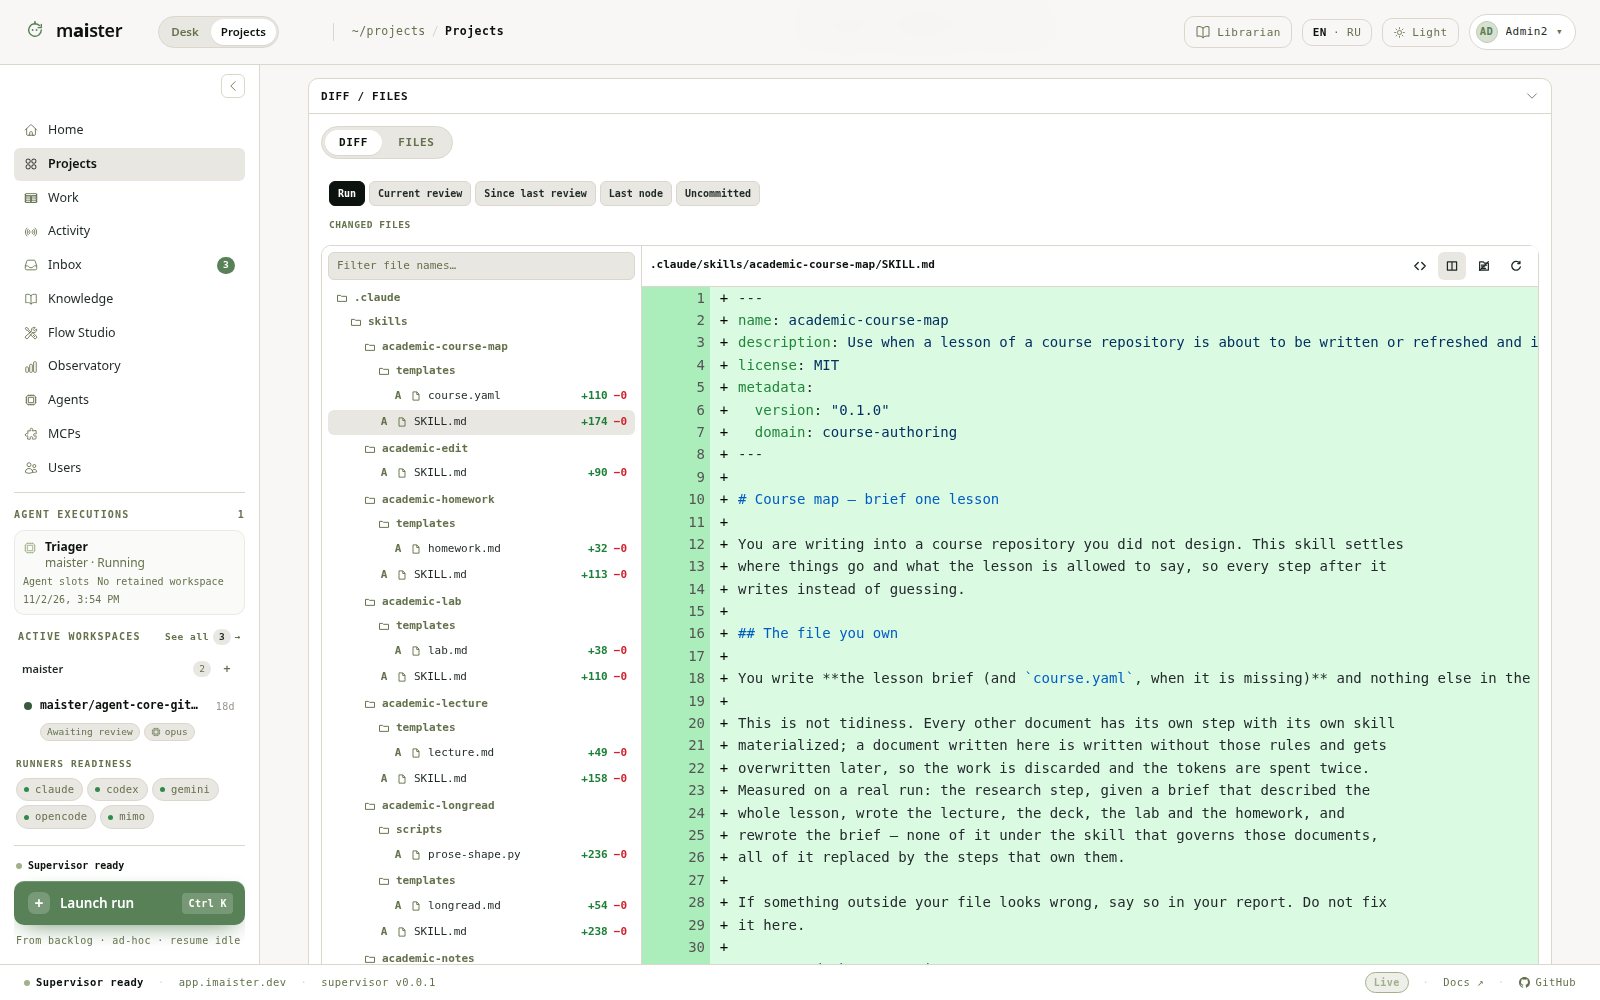 maister
Desk
Projects
~/projects / Projects
Librarian
EN · RU
Light
AD
Admin2
Home
Projects
Work
Activity
Inbox
3
Knowledge
Flow Studio
Observatory
Agents
MCPs
Users
AGENT EXECUTIONS
1
Triager
maister · Running
Agent slots No retained workspace
11/2/26, 3:54 PM
ACTIVE WORKSPACES
See all 3 →
maister
2 +
maister/agent-core-git…
18d
Awaiting review
opus
RUNNERS READINESS
claude
codex
gemini
opencode
mimo
Supervisor ready
+ Launch run
Ctrl K
From backlog · ad-hoc · resume idle
DIFF / FILES
DIFF
FILES
Run
Current review
Since last review
Last node
Uncommitted
CHANGED FILES
Filter file names…
.claude
skills
academic-course-map
templates
A course.yaml +110 −0
A SKILL.md +174 −0
academic-edit
A SKILL.md +90 −0
academic-homework
templates
A homework.md +32 −0
A SKILL.md +113 −0
academic-lab
templates
A lab.md +38 −0
A SKILL.md +110 −0
academic-lecture
templates
A lecture.md +49 −0
A SKILL.md +158 −0
academic-longread
scripts
A prose-shape.py +236 −0
templates
A longread.md +54 −0
A SKILL.md +238 −0
academic-notes
.claude/skills/academic-course-map/SKILL.md
1 + ---
2 + name: academic-course-map
3 + description: Use when a lesson of a course repository is about to be written or refreshed and i
4 + license: MIT
5 + metadata:
6 + version: "0.1.0"
7 + domain: course-authoring
8 + ---
9 +
10 + # Course map — brief one lesson
11 +
12 + You are writing into a course repository you did not design. This skill settles
13 + where things go and what the lesson is allowed to say, so every step after it
14 + writes instead of guessing.
15 +
16 + ## The file you own
17 +
18 + You write **the lesson brief (and `course.yaml`, when it is missing)** and nothing else in the
19 +
20 + This is not tidiness. Every other document has its own step with its own skill
21 + materialized; a document written here is written without those rules and gets
22 + overwritten later, so the work is discarded and the tokens are spent twice.
23 + Measured on a real run: the research step, given a brief that described the
24 + whole lesson, wrote the lecture, the deck, the lab and the homework, and
25 + rewrote the brief — none of it under the skill that governs those documents,
26 + all of it replaced by the steps that own them.
27 +
28 + If something outside your file looks wrong, say so in your report. Do not fix
29 + it here.
30 +
Supervisor ready · app.imaister.dev · supervisor v0.0.1
Live · Docs ↗ · GitHub